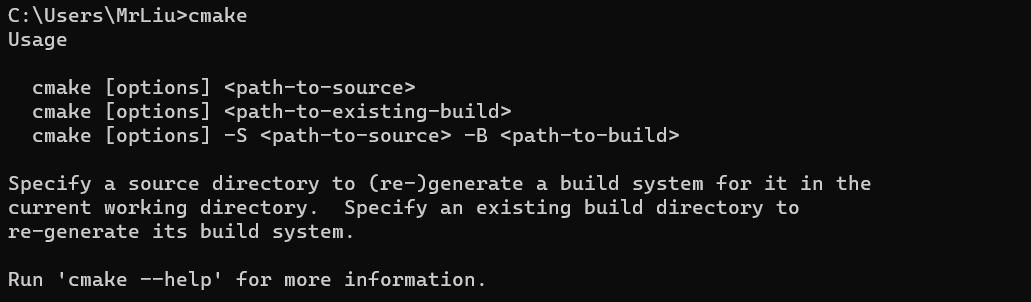 C:\Users\MrLiu>cmake
Usage

  cmake [options] <path-to-source>
  cmake [options] <path-to-existing-build>
  cmake [options] -S <path-to-source> -B <path-to-build>

Specify a source directory to (re-)generate a build system for it in the
current working directory.  Specify an existing build directory to
re-generate its build system.

Run 'cmake --help' for more information.